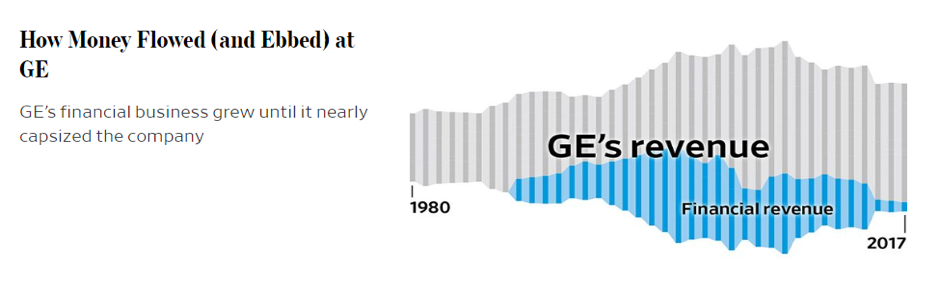 How Money Flowed (and Ebbed) at
GE
GE’s financial business grew until it nearly
capsized the company
GE’s revenue
Financial revenue
1980
2017